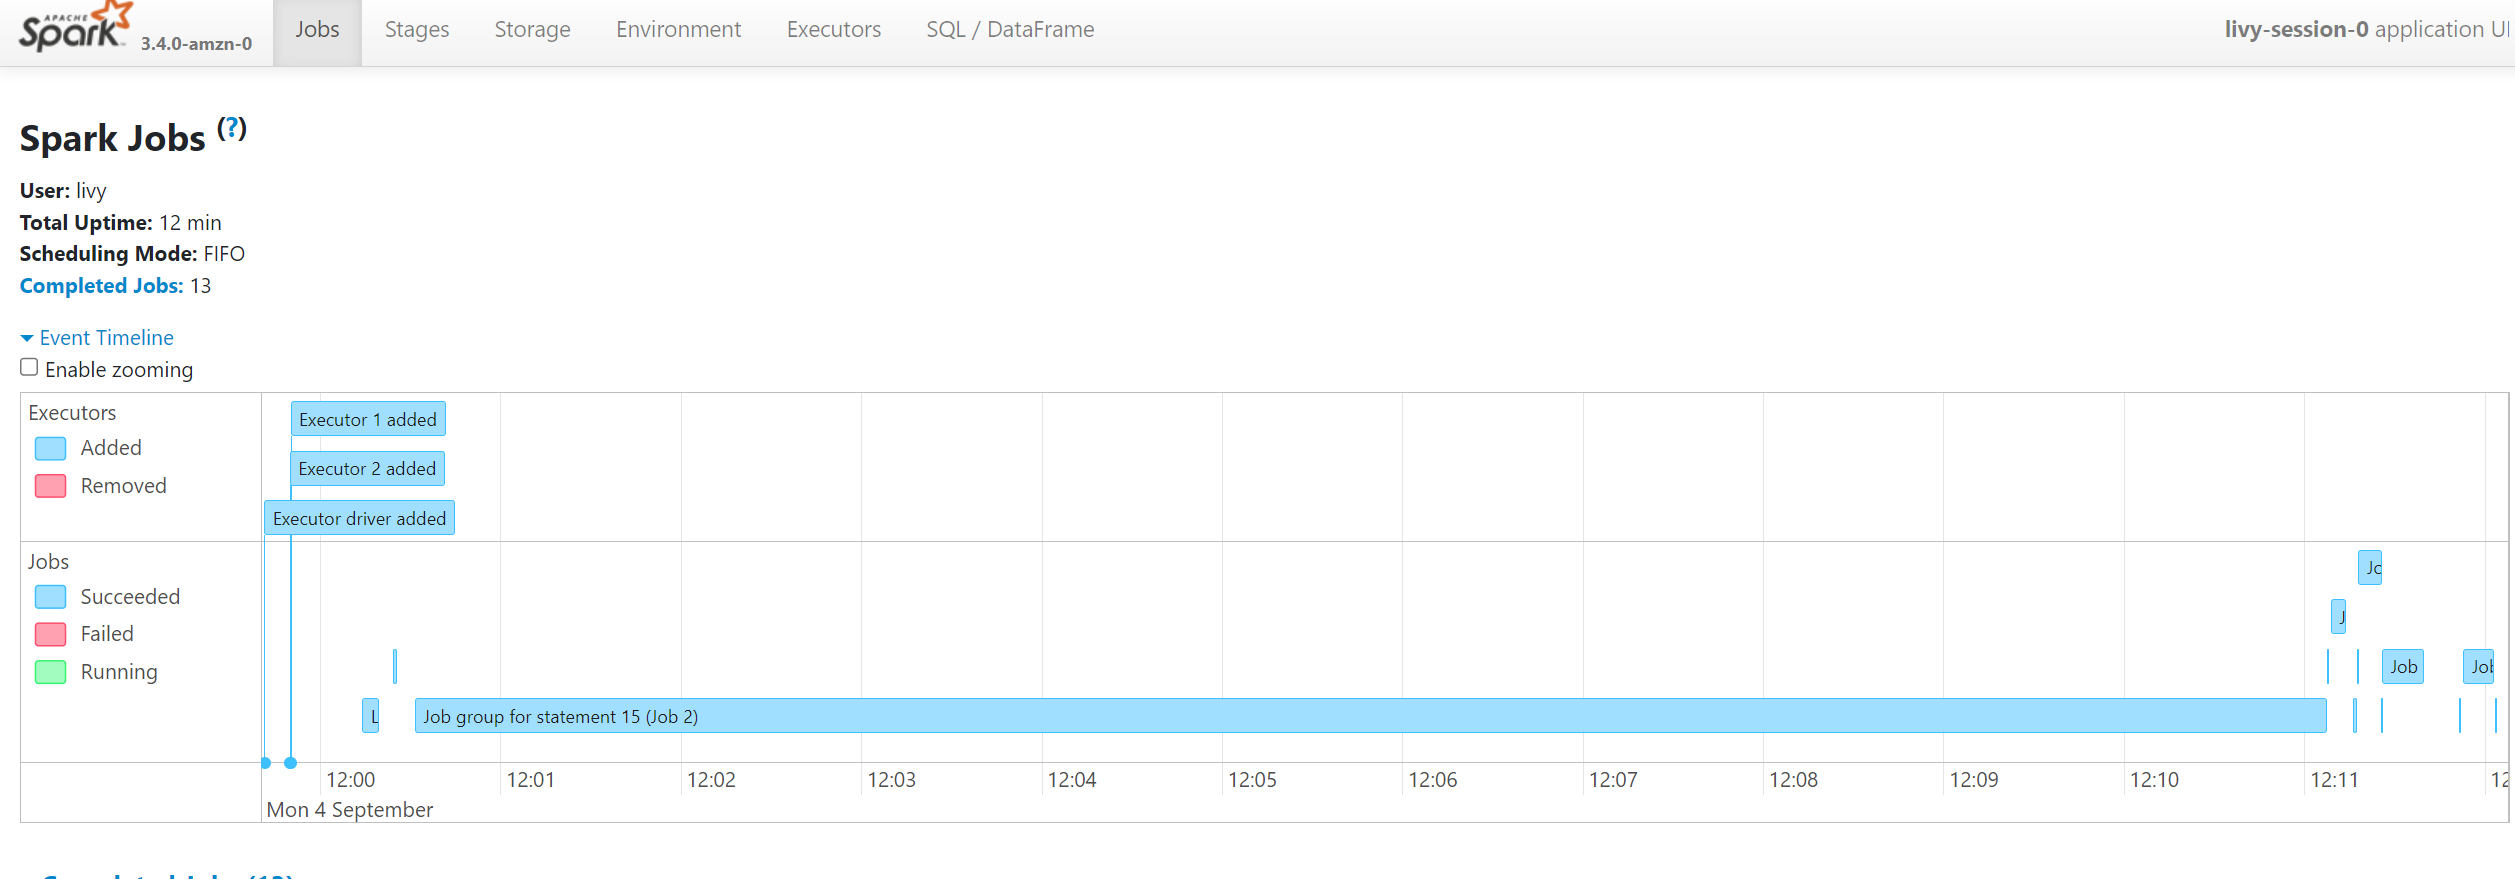 APACHE
Spark 3.4.0-amzn-0 Jobs Stages Storage Environment Executors SQL / DataFrame livy-session-0 application UI
Spark Jobs (?)
User: livy
Total Uptime: 12 min
Scheduling Mode: FIFO
Completed Jobs: 13
Event Timeline
Enable zooming
Executors
Added
Removed
Executor 1 added
Executor 2 added
Executor driver added
Jobs
Succeeded
Failed
Running
Jo
J
Job
Job
L
Job group for statement 15 (Job 2)
12:00 12:01 12:02 12:03 12:04 12:05 12:06 12:07 12:08 12:09 12:10 12:11 12
Mon 4 September
Completed Jobs (13)